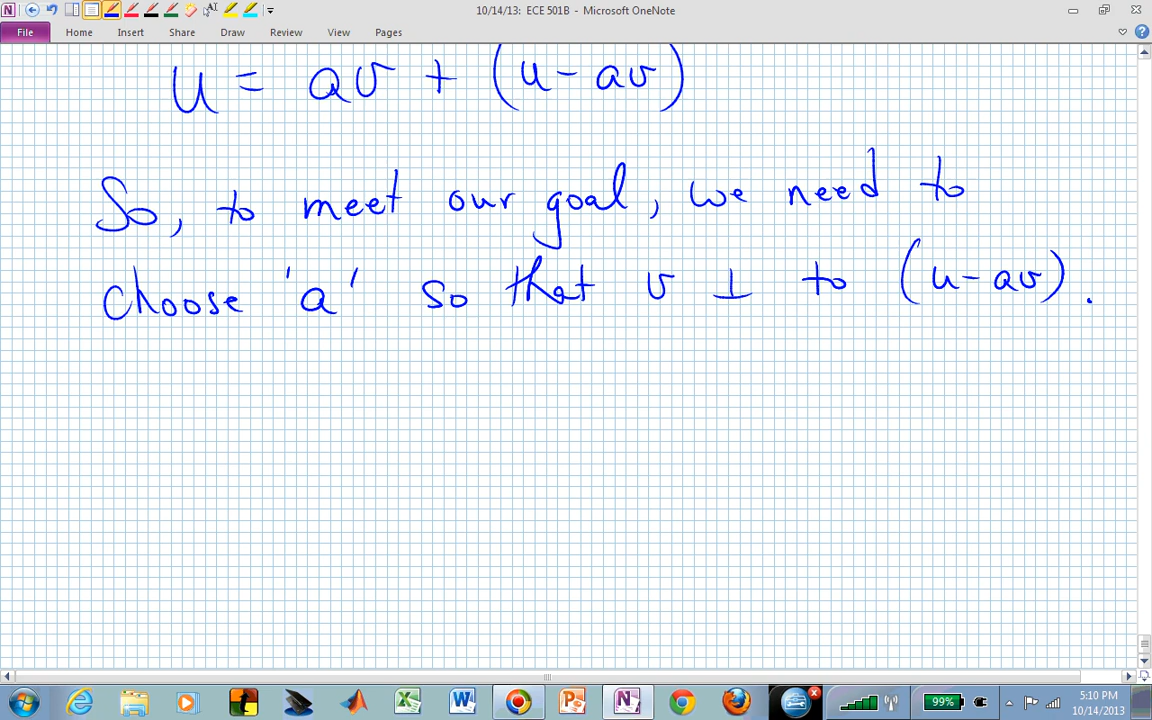 10/14/13: ECE 501B - Microsoft OneNote
File Home Insert Share Draw Review View Pages
u = av + (u - av)
So, to meet our goal, we need to
choose 'a' so that v ⊥ to (u - av).
99%
5:10 PM
10/14/2013